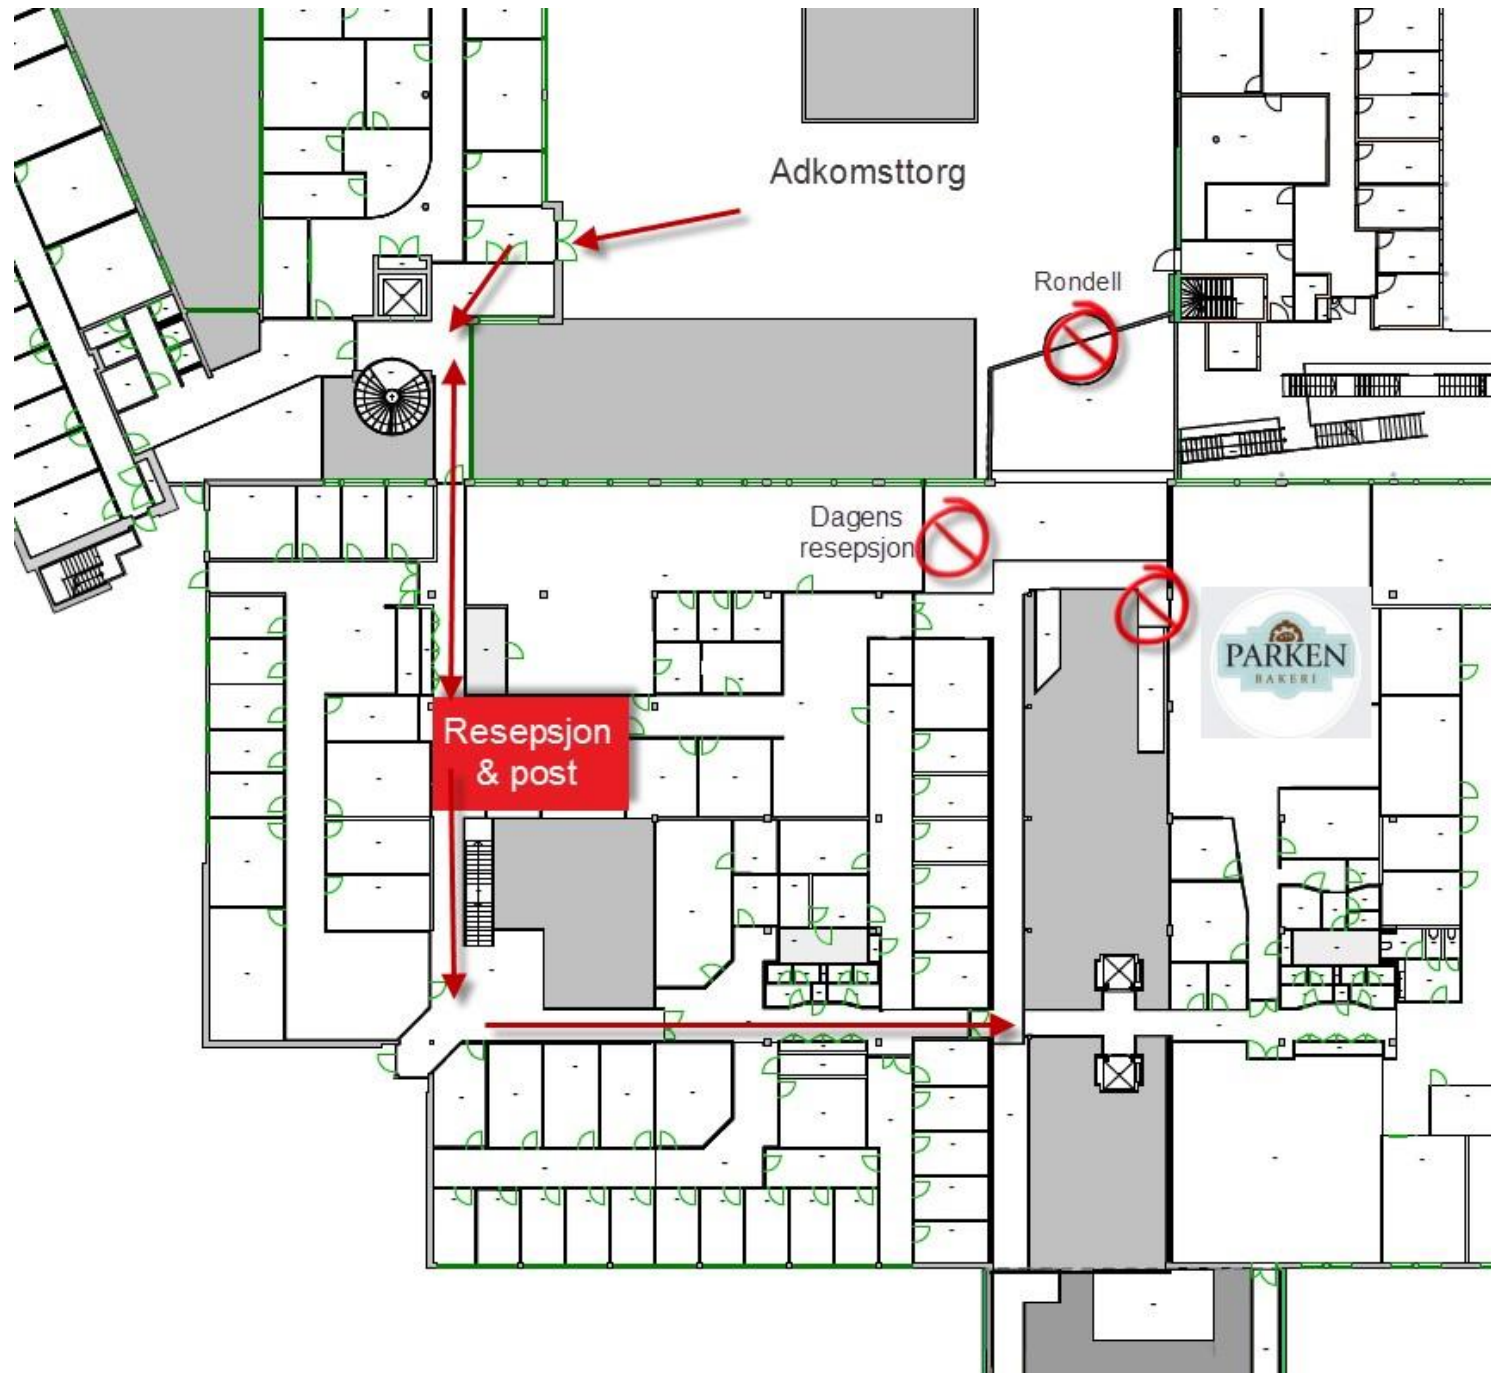 Adkomsttorg
Rondell
Dagens
resepsjon
PARKEN
BAKERI
Resepsjon
& post